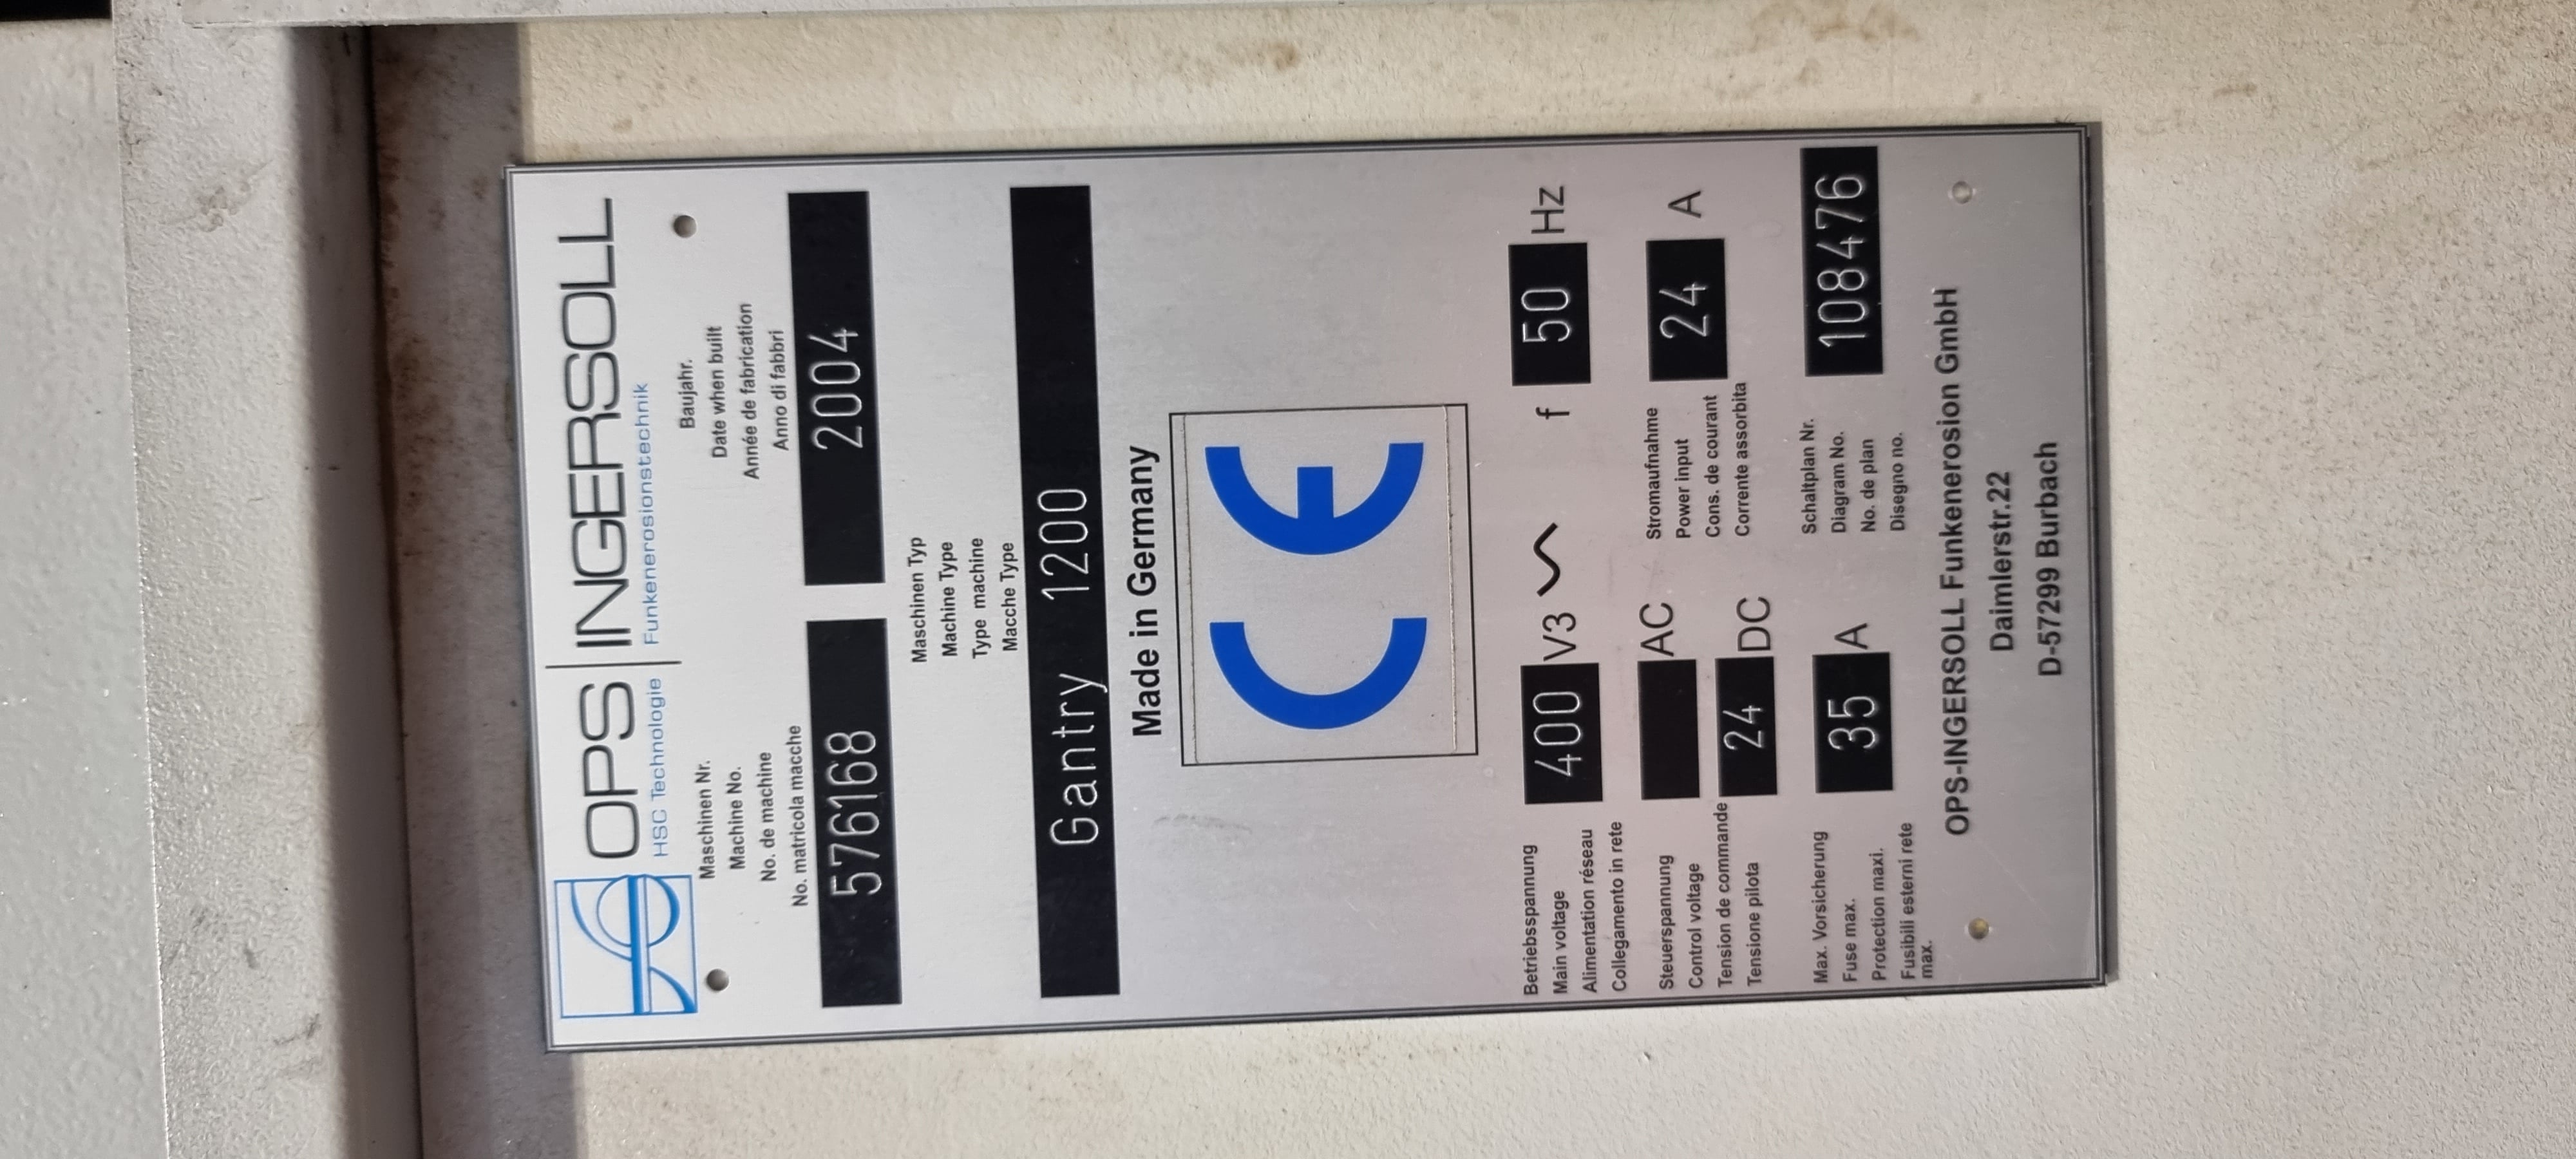 OPS INGERSOLL
HSC Technologie Funkenerosionstechnik
Maschinen Nr.
Machine No.
No. de machine
No. matricola macche
576168
Baujahr.
Date when built
Année de fabrication
Anno di fabbri
2004
Maschinen Typ
Machine Type
Type machine
Macche Type
Gantry 1200
Made in Germany
CE
Betriebsspannung
Main voltage
Alimentation réseau
Collegamento in rete
400 V3 ~ f 50 Hz
Steuerspannung
Control voltage
Tension de commande
Tensione pilota
AC
24 DC
Stromaufnahme
Power input
Cons. de courant
Corrente assorbita
24 A
Max. Vorsicherung
Fuse max.
Protection maxi.
Fusibili esterni rete
max.
35 A
Schaltplan Nr.
Diagram No.
No. de plan
Disegno no.
108476
OPS-INGERSOLL Funkenerosion GmbH
Daimlerstr.22
D-57299 Burbach